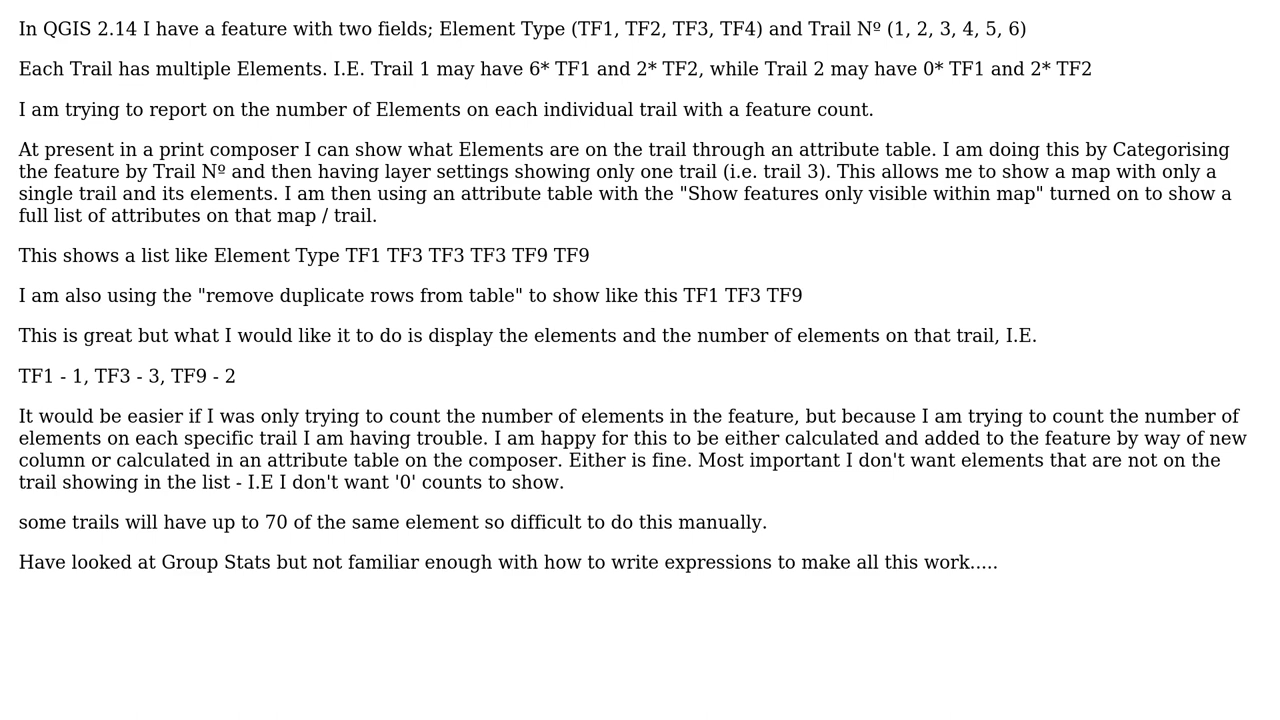 In QGIS 2.14 I have a feature with two fields; Element Type (TF1, TF2, TF3, TF4) and Trail Nº (1, 2, 3, 4, 5, 6)
Each Trail has multiple Elements. I.E. Trail 1 may have 6* TF1 and 2* TF2, while Trail 2 may have 0* TF1 and 2* TF2
I am trying to report on the number of Elements on each individual trail with a feature count.
At present in a print composer I can show what Elements are on the trail through an attribute table. I am doing this by Categorising
the feature by Trail Nº and then having layer settings showing only one trail (i.e. trail 3). This allows me to show a map with only a
single trail and its elements. I am then using an attribute table with the "Show features only visible within map" turned on to show a
full list of attributes on that map / trail.
This shows a list like Element Type TF1 TF3 TF3 TF3 TF9 TF9
I am also using the "remove duplicate rows from table" to show like this TF1 TF3 TF9
This is great but what I would like it to do is display the elements and the number of elements on that trail, I.E.
TF1 - 1, TF3 - 3, TF9 - 2
It would be easier if I was only trying to count the number of elements in the feature, but because I am trying to count the number of
elements on each specific trail I am having trouble. I am happy for this to be either calculated and added to the feature by way of new
column or calculated in an attribute table on the composer. Either is fine. Most important I don't want elements that are not on the
trail showing in the list - I.E I don't want '0' counts to show.
some trails will have up to 70 of the same element so difficult to do this manually.
Have looked at Group Stats but not familiar enough with how to write expressions to make all this work.....